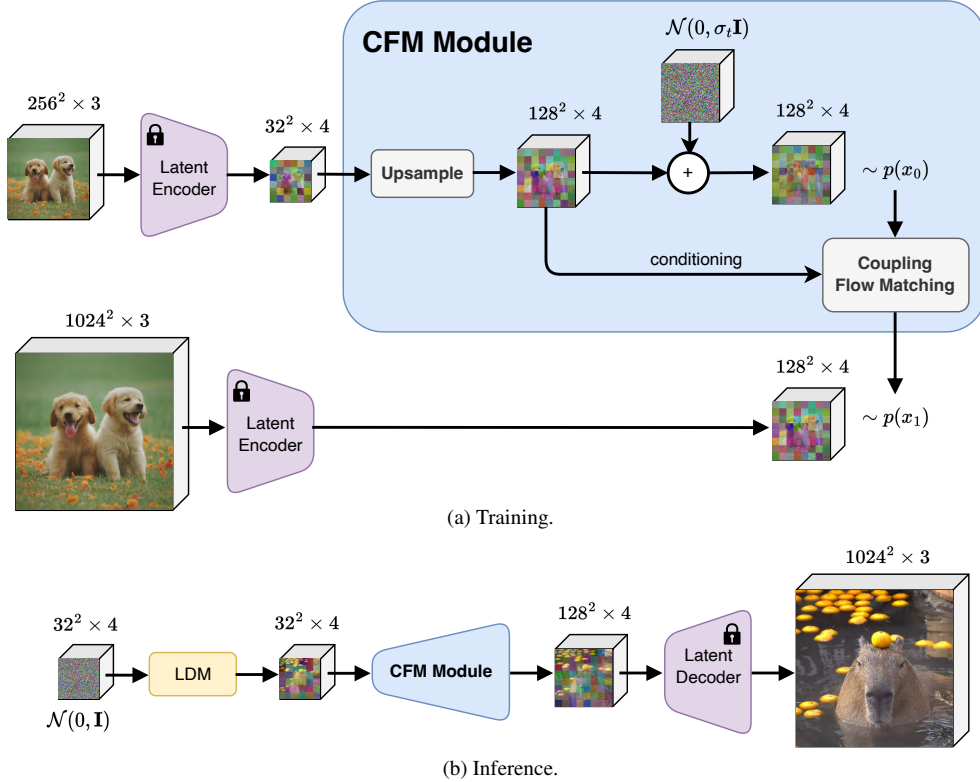 CFM Module
𝒩(0, σₜI)
256² × 3
32² × 4
128² × 4
128² × 4
Latent
Encoder
Upsample
+
∼ p(x₀)
conditioning
Coupling
Flow Matching
1024² × 3
128² × 4
Latent
Encoder
∼ p(x₁)
(a) Training.
1024² × 3
32² × 4
32² × 4
128² × 4
LDM
CFM Module
Latent
Decoder
𝒩(0, I)
(b) Inference.